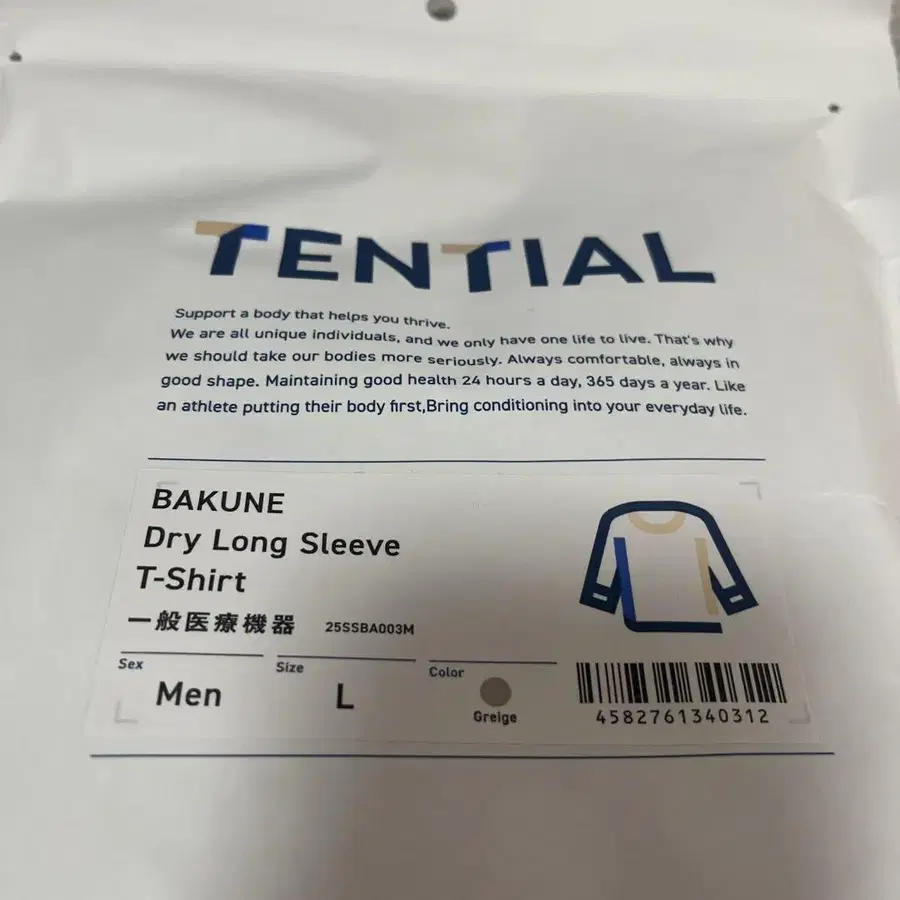 TENTIAL
Support a body that helps you thrive.
We are all unique individuals, and we only have one life to live. That's why
we should take our bodies more seriously. Always comfortable, always in
good shape. Maintaining good health 24 hours a day, 365 days a year. Like
an athlete putting their body first,Bring conditioning into your everyday life.
BAKUNE
Dry Long Sleeve
T-Shirt
一般医療機器 25SSBA003M
Sex Size Color
Men L
Greige
4582761340312